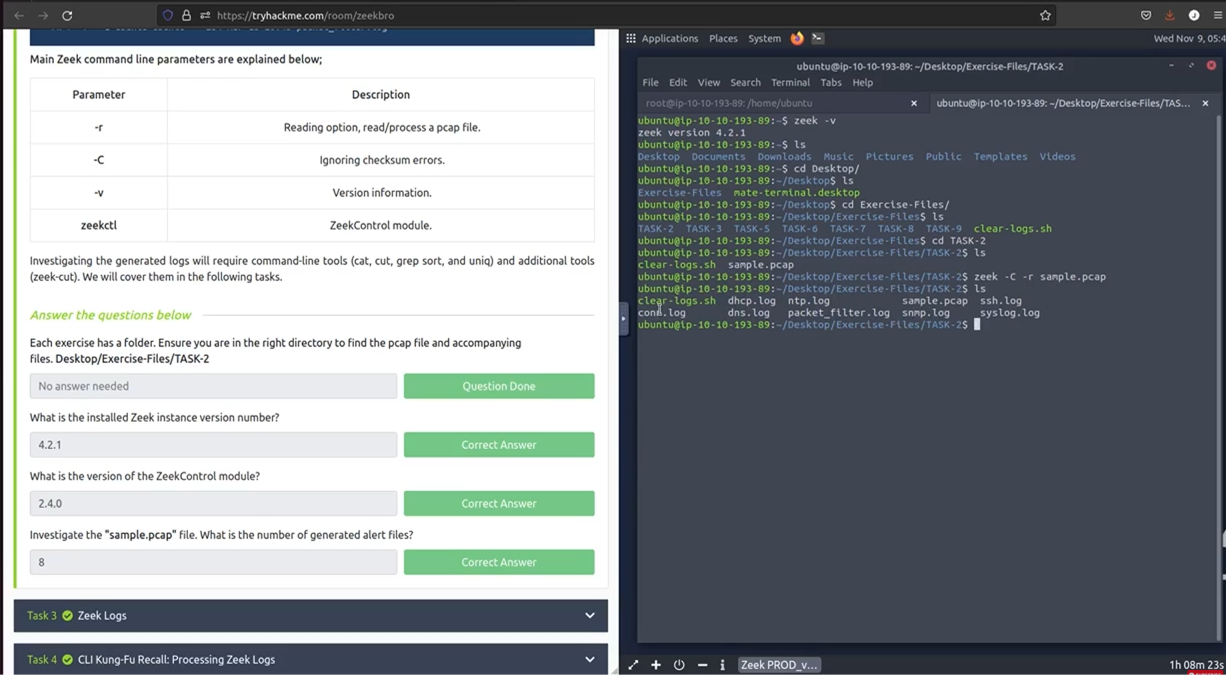 https://tryhackme.com/room/zeekbro
Main Zeek command line parameters are explained below;
Parameter Description
-r Reading option, read/process a pcap file.
-C Ignoring checksum errors.
-v Version information.
zeekctl ZeekControl module.
Investigating the generated logs will require command-line tools (cat, cut, grep sort, and uniq) and additional tools
(zeek-cut). We will cover them in the following tasks.
Answer the questions below
Each exercise has a folder. Ensure you are in the right directory to find the pcap file and accompanying
files. Desktop/Exercise-Files/TASK-2
No answer needed Question Done
What is the installed Zeek instance version number?
4.2.1 Correct Answer
What is the version of the ZeekControl module?
2.4.0 Correct Answer
Investigate the "sample.pcap" file. What is the number of generated alert files?
8 Correct Answer
Task 3 Zeek Logs
Task 4 CLI Kung-Fu Recall: Processing Zeek Logs
Applications Places System Wed Nov 9, 05:4
ubuntu@ip-10-10-193-89: ~/Desktop/Exercise-Files/TASK-2
File Edit View Search Terminal Tabs Help
root@ip-10-10-193-89: /home/ubuntu × ubuntu@ip-10-10-193-89: ~/Desktop/Exercise-Files/TAS... ×
ubuntu@ip-10-10-193-89:~$ zeek -v
zeek version 4.2.1
ubuntu@ip-10-10-193-89:~$ ls
Desktop Documents Downloads Music Pictures Public Templates Videos
ubuntu@ip-10-10-193-89:~$ cd Desktop/
ubuntu@ip-10-10-193-89:~/Desktop$ ls
Exercise-Files mate-terminal.desktop
ubuntu@ip-10-10-193-89:~/Desktop$ cd Exercise-Files/
ubuntu@ip-10-10-193-89:~/Desktop/Exercise-Files$ ls
TASK-2 TASK-3 TASK-5 TASK-6 TASK-7 TASK-8 TASK-9 clear-logs.sh
ubuntu@ip-10-10-193-89:~/Desktop/Exercise-Files$ cd TASK-2
ubuntu@ip-10-10-193-89:~/Desktop/Exercise-Files/TASK-2$ ls
clear-logs.sh sample.pcap
ubuntu@ip-10-10-193-89:~/Desktop/Exercise-Files/TASK-2$ zeek -C -r sample.pcap
ubuntu@ip-10-10-193-89:~/Desktop/Exercise-Files/TASK-2$ ls
clear-logs.sh dhcp.log ntp.log sample.pcap ssh.log
conn.log dns.log packet_filter.log snmp.log syslog.log
ubuntu@ip-10-10-193-89:~/Desktop/Exercise-Files/TASK-2$
Zeek PROD_v... 1h 08m 23s